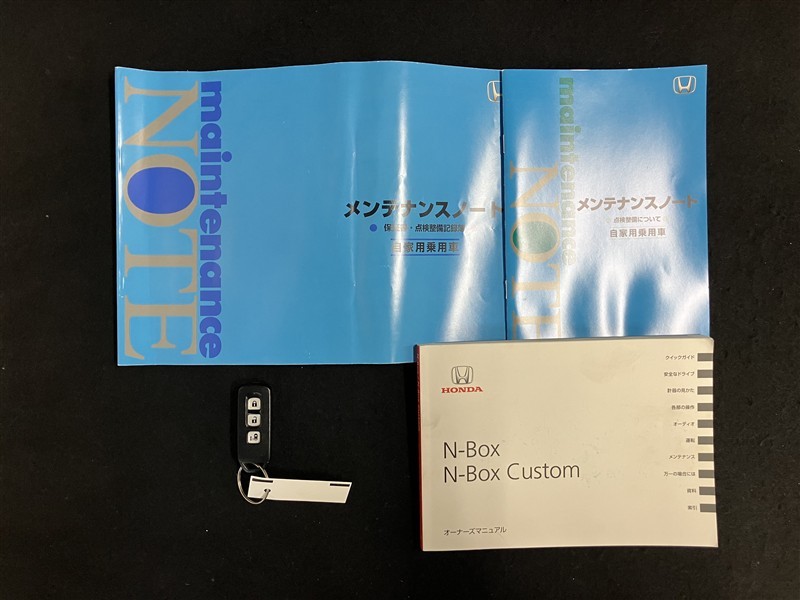 maintenance
NOTE
メンテナンスノート
保証書・点検整備記録簿
自家用乗用車
maintenance
NOTE
メンテナンスノート
点検整備について
自家用乗用車
HONDA
N-Box
N-Box Custom
オーナーズマニュアル
クイックガイド
安全なドライブ
計器の見かた
各部の操作
オーディオ
運転
メンテナンス
万一の場合には
資料
索引